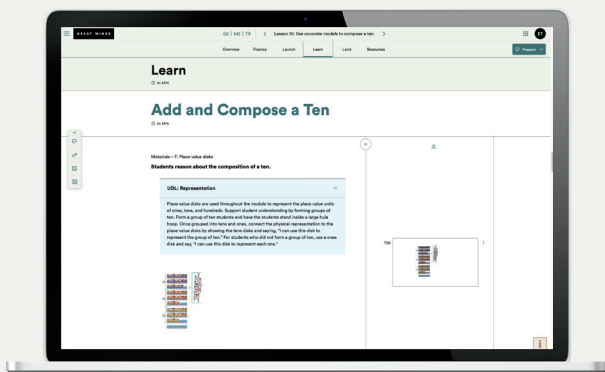 GREAT MINDS
G2 | M2 | TB < Lesson 10: Use concrete models to compose a ten. >
ET
Overview Fluency Launch Learn Land Resources
Present
Learn
Add and Compose a Ten
Materials—T: Place value disks
Students reason about the composition of a ten.
UDL: Representation
Place value disks are used throughout the module to represent the place value units
of ones, tens, and hundreds. Support student understanding by forming groups of
ten. Form a group of ten students and have the students stand inside a large hula
hoop. Once grouped into tens and ones, connect the physical representation to the
place value disks by showing the tens disks and saying, "I can use this disk to
represent the group of ten." For students who did not form a group of ten, use a ones
disk and say, "I can use this disk to represent each one."